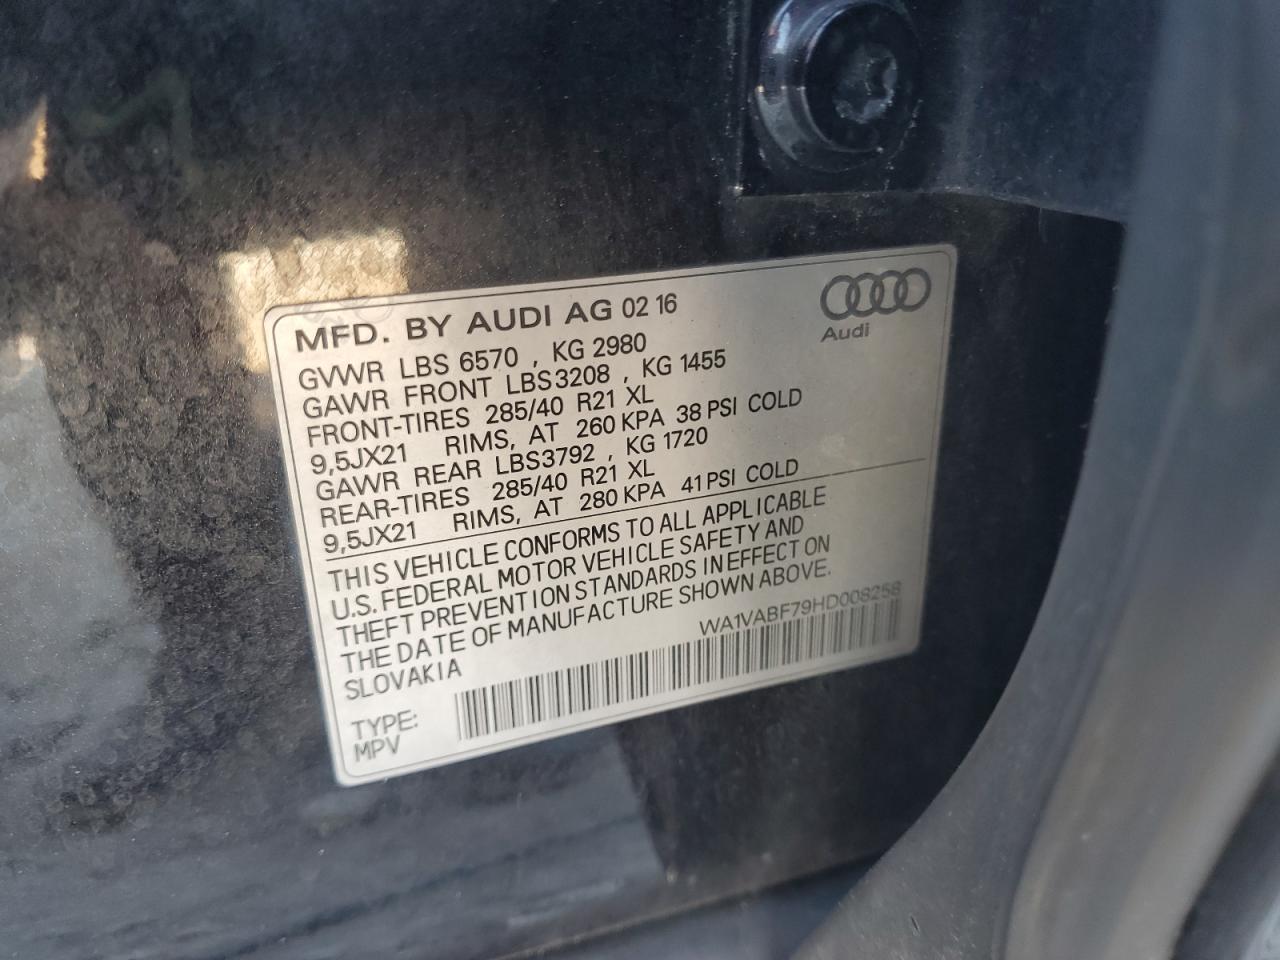 MFD. BY AUDI AG 02 16
Audi
GVWR LBS 6570 , KG 2980
GAWR FRONT LBS3208 , KG 1455
FRONT-TIRES 285/40 R21 XL
9,5JX21 RIMS, AT 260 KPA 38 PSI COLD
GAWR REAR LBS3792 , KG 1720
REAR-TIRES 285/40 R21 XL
9,5JX21 RIMS, AT 280 KPA 41 PSI COLD
THIS VEHICLE CONFORMS TO ALL APPLICABLE
U.S. FEDERAL MOTOR VEHICLE SAFETY AND
THEFT PREVENTION STANDARDS IN EFFECT ON
THE DATE OF MANUFACTURE SHOWN ABOVE.
SLOVAKIA
WA1VABF79HD008258
TYPE:
MPV